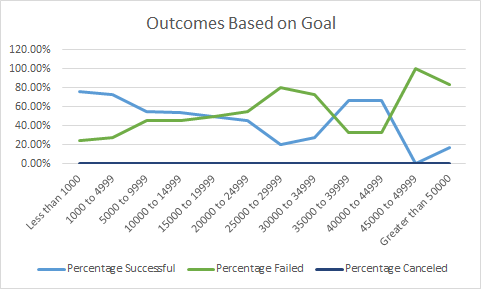 Outcomes Based on Goal
120.00%
100.00%
80.00%
60.00%
40.00%
20.00%
0.00%
Less than 1000
1000 to 4999
5000 to 9999
10000 to 14999
15000 to 19999
20000 to 24999
25000 to 29999
30000 to 34999
35000 to 39999
40000 to 44999
45000 to 49999
Greater than 50000
Percentage Successful
Percentage Failed
Percentage Canceled